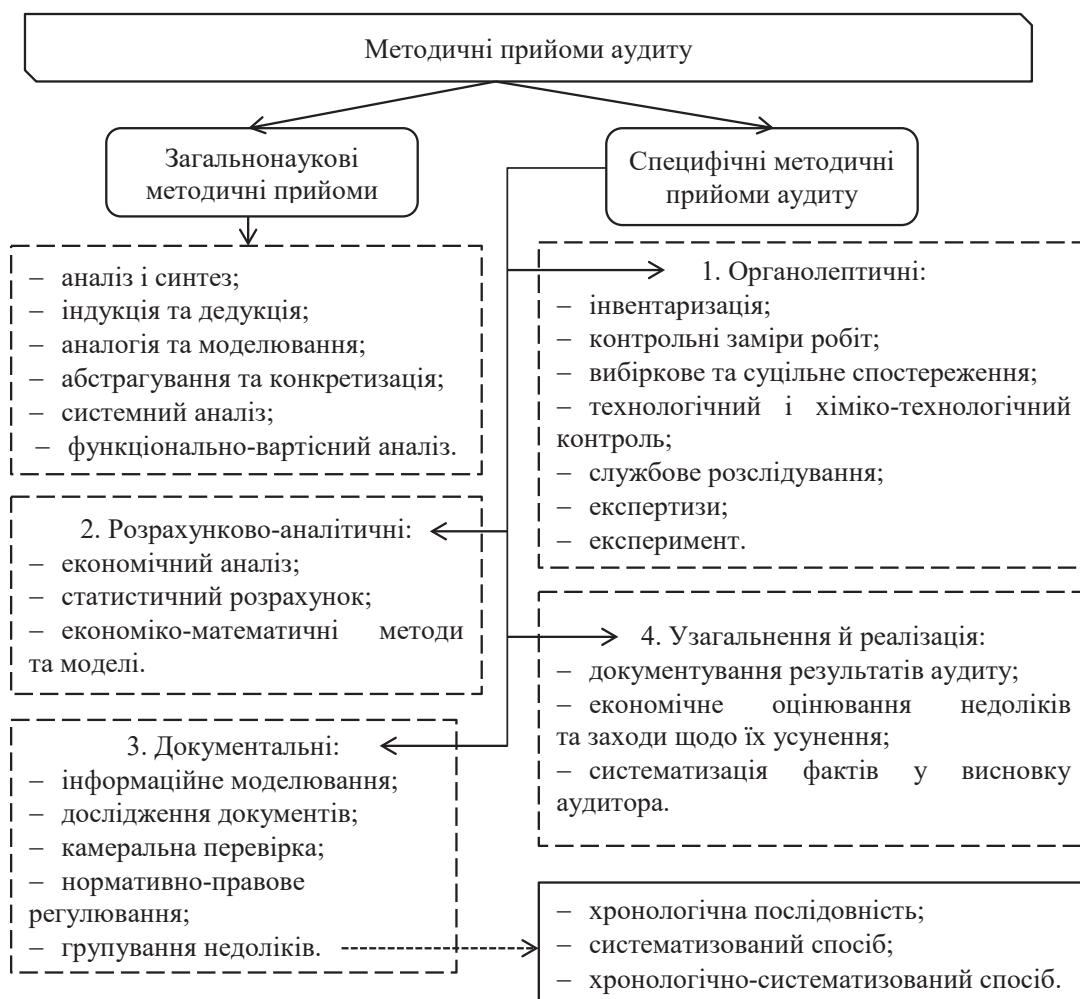 Методичні прийоми аудиту
Загальнонаукові
методичні прийоми
Специфічні методичні
прийоми аудиту
– аналіз і синтез;
– індукція та дедукція;
– аналогія та моделювання;
– абстрагування та конкретизація;
– системний аналіз;
– функціонально-вартісний аналіз.
1. Органолептичні:
– інвентаризація;
– контрольні заміри робіт;
– вибіркове та суцільне спостереження;
– технологічний і хіміко-технологічний
контроль;
– службове розслідування;
– експертизи;
– експеримент.
2. Розрахунково-аналітичні:
– економічний аналіз;
– статистичний розрахунок;
– економіко-математичні методи
та моделі.
3. Документальні:
– інформаційне моделювання;
– дослідження документів;
– камеральна перевірка;
– нормативно-правове
регулювання;
– групування недоліків.
4. Узагальнення й реалізація:
– документування результатів аудиту;
– економічне оцінювання недоліків
та заходи щодо їх усунення;
– систематизація фактів у висновку
аудитора.
– хронологічна послідовність;
– систематизований спосіб;
– хронологічно-систематизований спосіб.